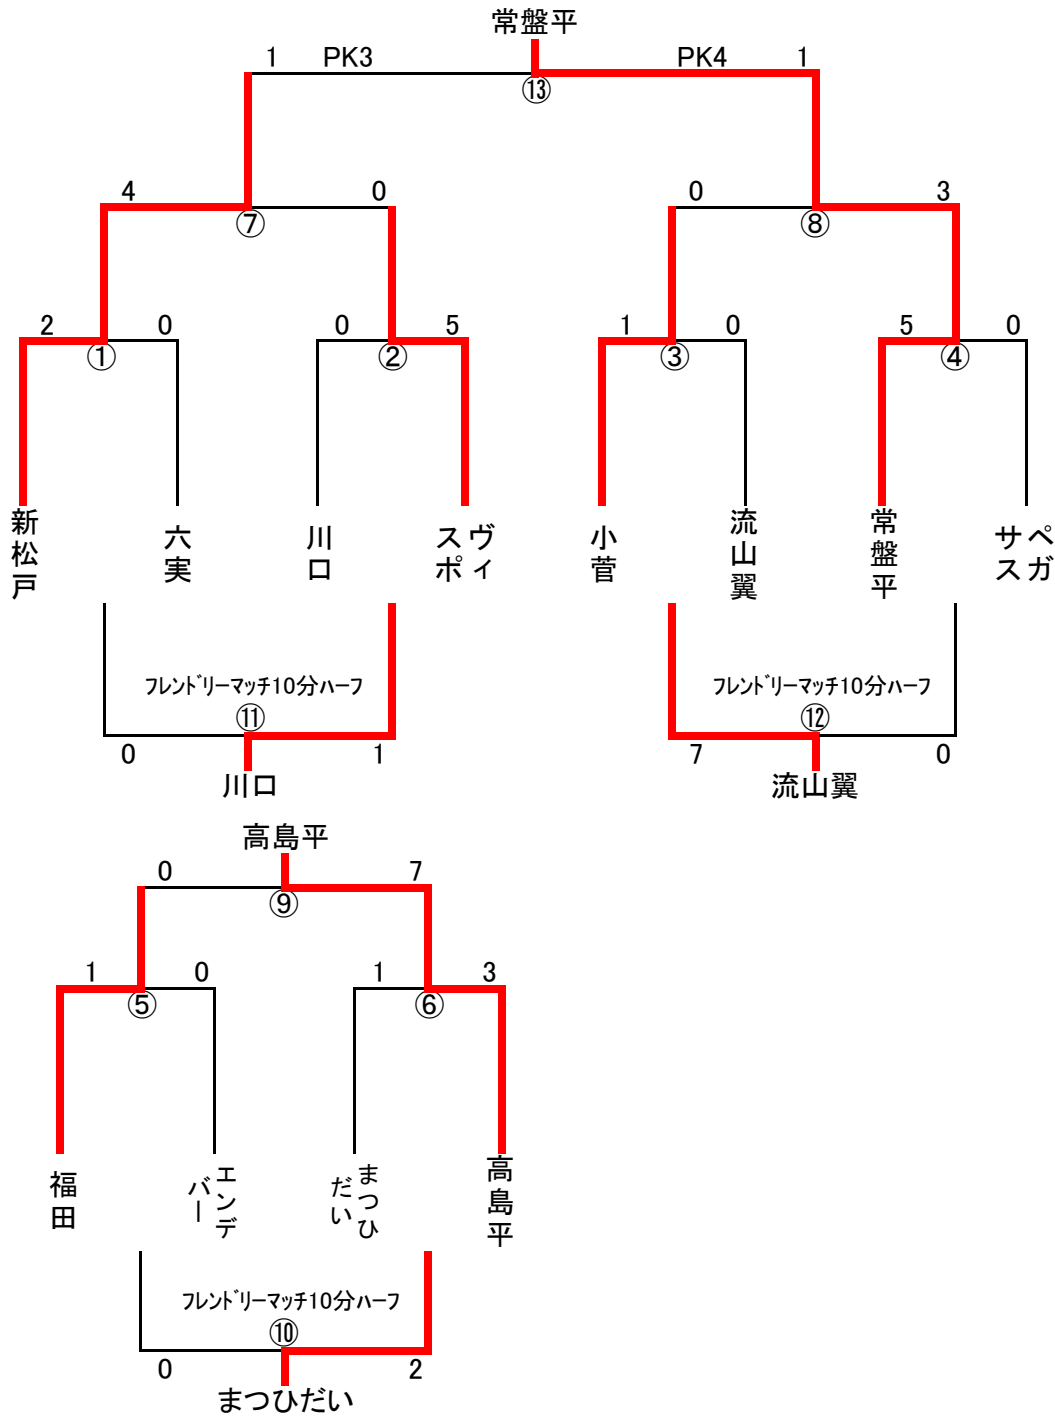 常盤平
1 PK3 PK4 1
⑬
4 0 0 3
⑦ ⑧
2 0 0 5 1 0 5 0
① ② ③ ④
新松戸
六実
川口
ヴィ
スポ
小菅
流山翼
常盤平
ペガ
サス
フレンドリーマッチ10分ハーフ フレンドリーマッチ10分ハーフ
⑪ ⑫
0 1 7 0
川口 流山翼
高島平
0 7
⑨
1 0 1 3
⑤ ⑥
福田
エンデ
バー
まつひ
だい
高島平
フレンドリーマッチ10分ハーフ
⑩
0 2
まつひだい